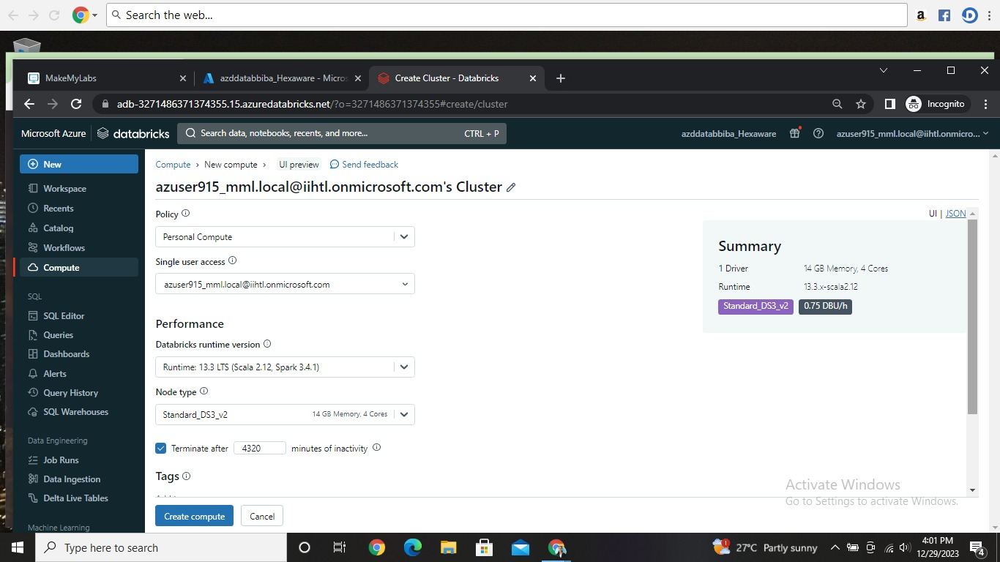 Search the web...
MakeMyLabs
azddatabbiba_Hexaware - Micros
Create Cluster - Databricks
adb-3271486371374355.15.azuredatabricks.net/?o=3271486371374355#create/cluster
Incognito
Microsoft Azure
databricks
Search data, notebooks, recents, and more...
CTRL + P
azddatabbiba_Hexaware
azuser915_mml.local@iihtl.onmicro...
New
Workspace
Recents
Catalog
Workflows
Compute
SQL
SQL Editor
Queries
Dashboards
Alerts
Query History
SQL Warehouses
Data Engineering
Job Runs
Data Ingestion
Delta Live Tables
Machine Learning
Compute > New compute > UI preview Send feedback
azuser915_mml.local@iihtl.onmicrosoft.com's Cluster
UI | JSON
Policy
Personal Compute
Single user access
azuser915_mml.local@iihtl.onmicrosoft.com
Performance
Databricks runtime version
Runtime: 13.3 LTS (Scala 2.12, Spark 3.4.1)
Node type
Standard_DS3_v2 14 GB Memory, 4 Cores
Terminate after 4320 minutes of inactivity
Tags
Create compute
Cancel
Summary
1 Driver 14 GB Memory, 4 Cores
Runtime 13.3.x-scala2.12
Standard_DS3_v2 0.75 DBU/h
Activate Windows
Go to Settings to activate Windows.
Type here to search
27°C Partly sunny
4:01 PM
12/29/2023
4